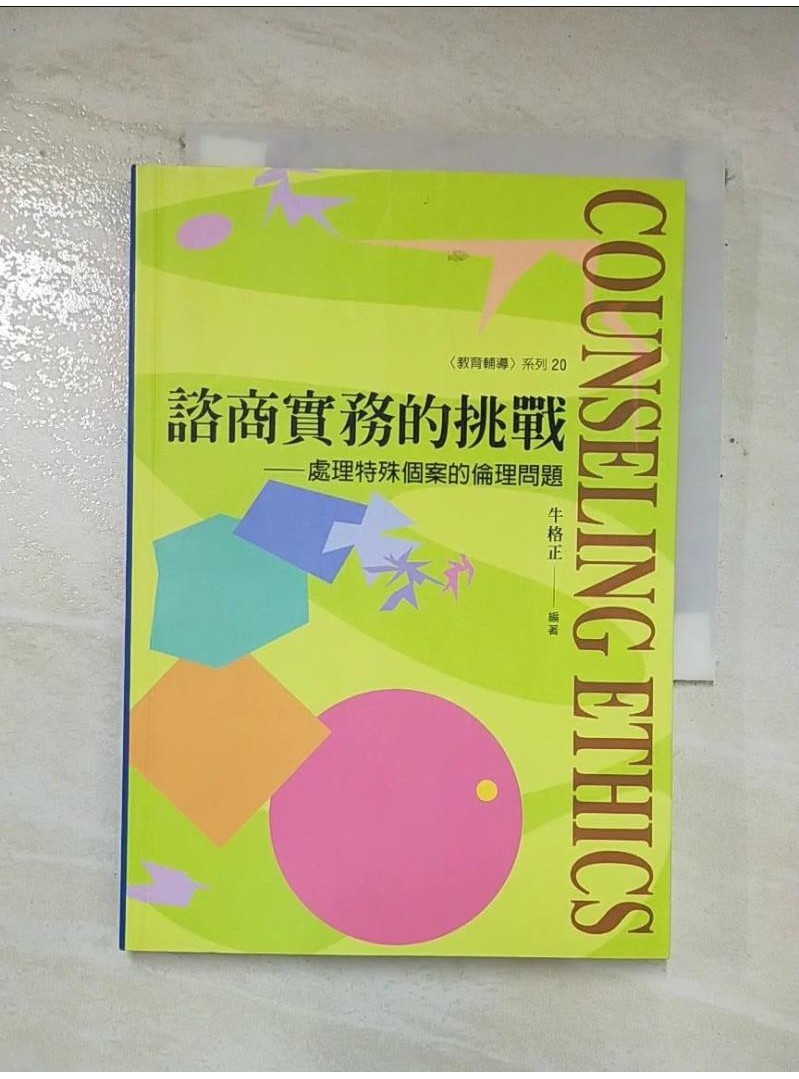 COUNSELING ETHICS
〈教育輔導〉系列 20
諮商實務的挑戰
——處理特殊個案的倫理問題
牛格正——編著